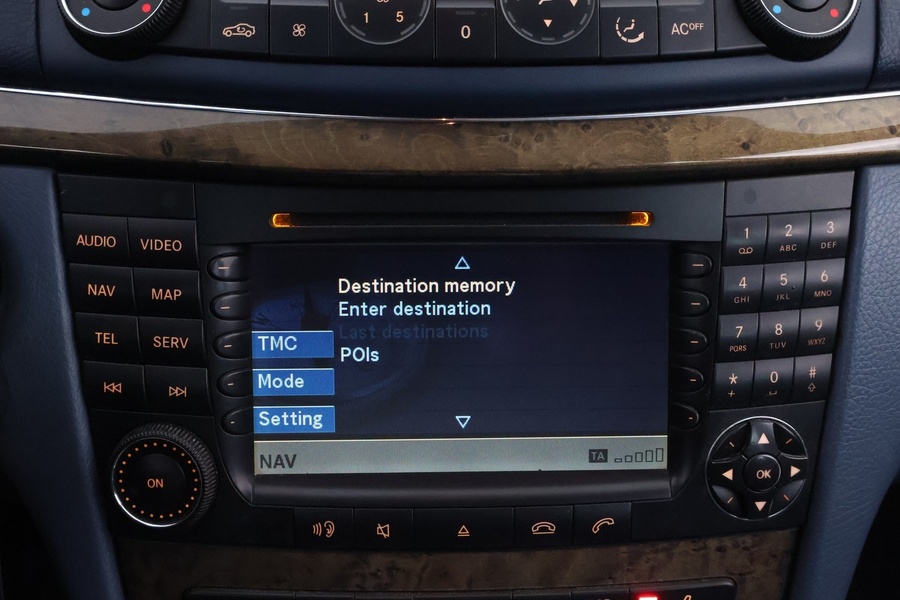 1 5
0
AC OFF
AUDIO
VIDEO
NAV
MAP
TEL
SERV
Destination memory
Enter destination
Last destinations
POIs
TMC
Mode
Setting
NAV
TA
1
2 ABC
3 DEF
4 GHI
5 JKL
6 MNO
7 PQRS
8 TUV
9 WXYZ
* +
0
#
ON
OK